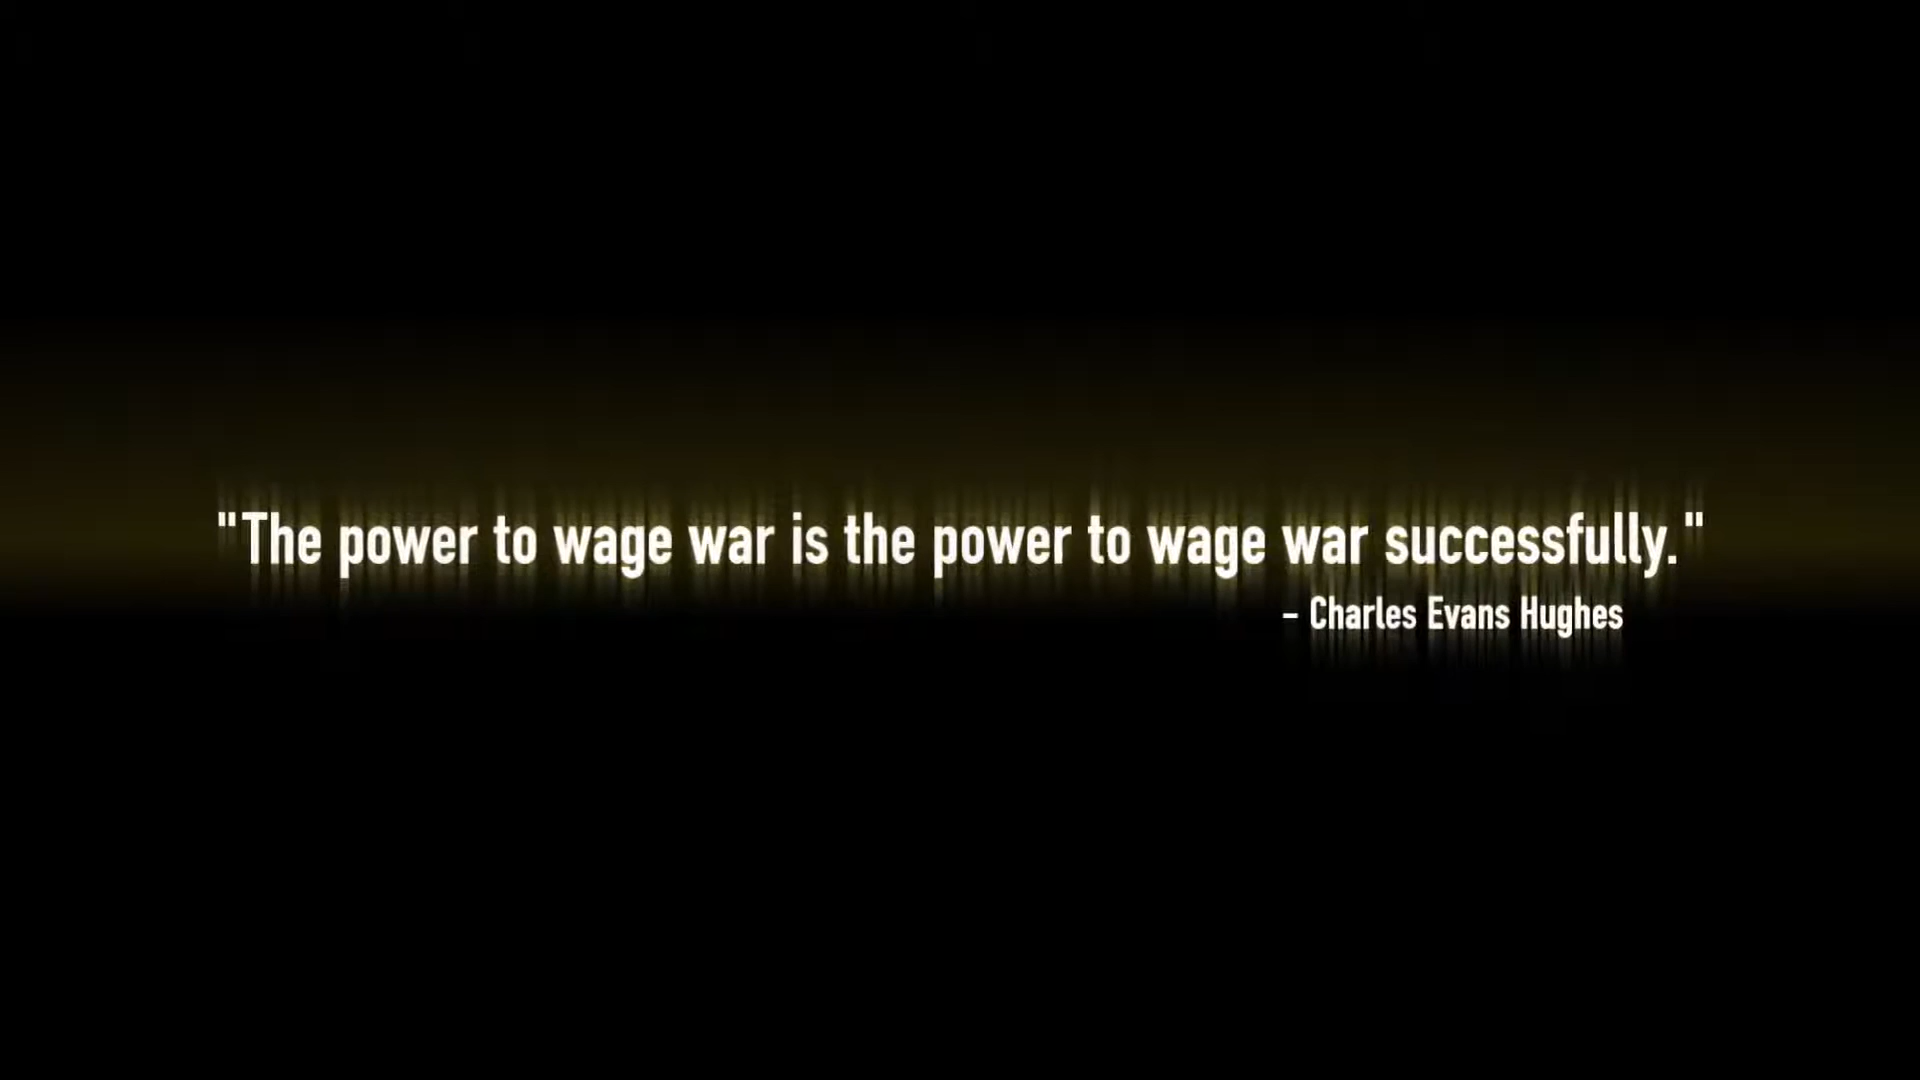 "The power to wage war is the power to wage war successfully."
– Charles Evans Hughes